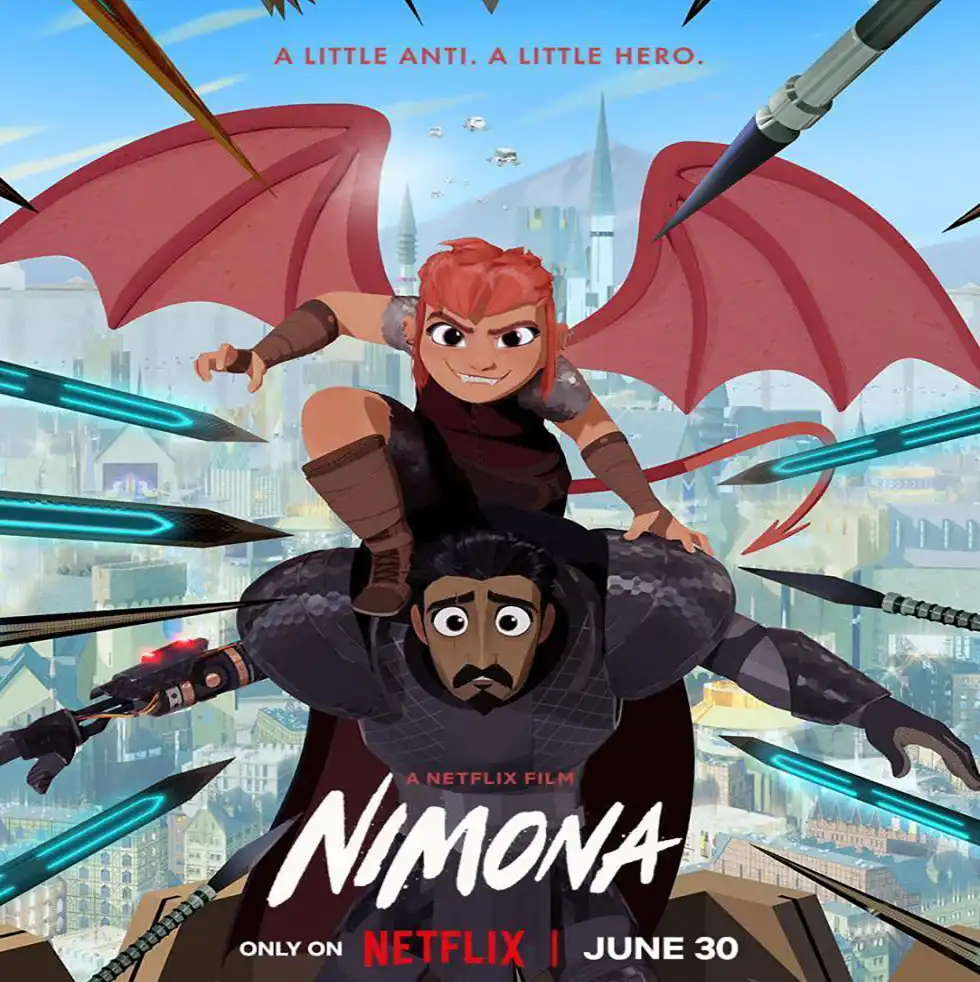 A LITTLE ANTI. A LITTLE HERO.
A NETFLIX FILM
NIMONA
ONLY ON NETFLIX | JUNE 30